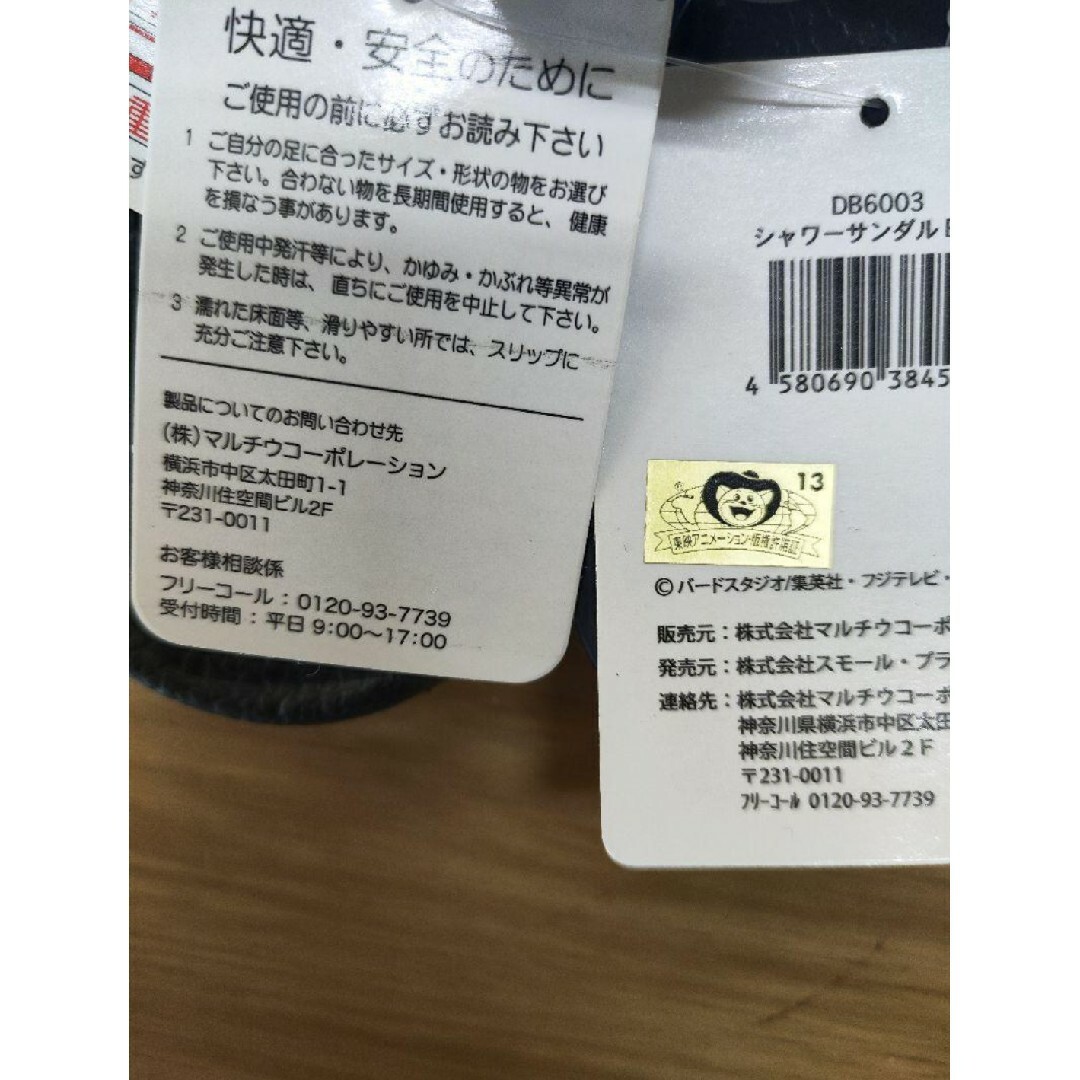 快適・安全のために
ご使用の前に必ずお読み下さい
1 ご自分の足に合ったサイズ・形状の物をお選び
下さい。合わない物を長期間使用すると、健康
を損なう事があります。
2 ご使用中発汗等により、かゆみ・かぶれ等異常が
発生した時は、直ちにご使用を中止して下さい。
3 濡れた床面等、滑りやすい所では、スリップに
充分ご注意下さい。
製品についてのお問い合わせ先
(株)マルチウコーポレーション
横浜市中区太田町1-1
神奈川住空間ビル2F
〒231-0011
お客様相談係
フリーコール：0120-93-7739
受付時間：平日 9:00〜17:00
す
DB6003
シャワーサンダル
4 580690 3845
13
東映アニメーション・版権許諾証
©バードスタジオ/集英社・フジテレビ・
販売元：株式会社マルチウコーポ
発売元：株式会社スモール・プラ
連絡先：株式会社マルチウコーポ
神奈川県横浜市中区太田
神奈川住空間ビル２Ｆ
〒231-0011
ﾌﾘｰｺｰﾙ 0120-93-7739